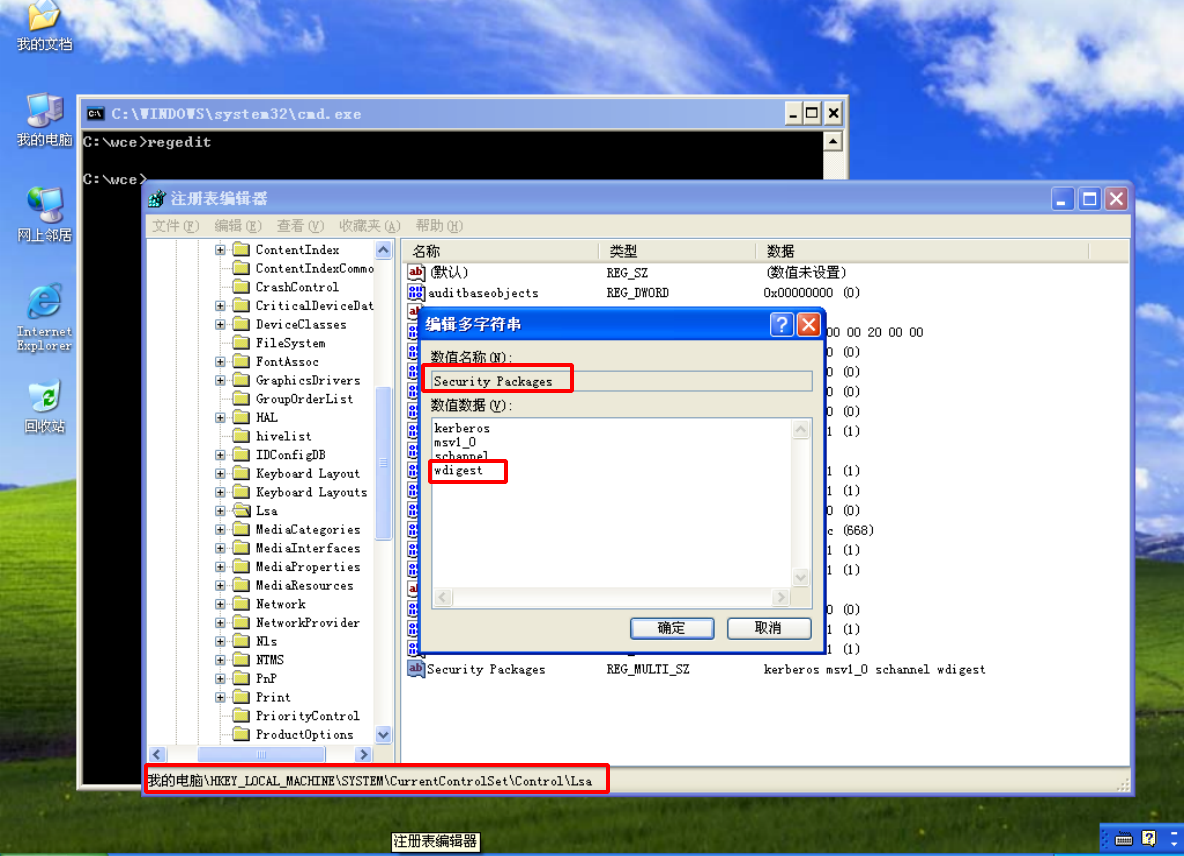 我的文档
我的电脑
网上邻居
Internet
Explorer
回收站
C:\WINDOWS\system32\cmd.exe
C:\wce>regedit
C:\wce>
注册表编辑器
文件(F) 编辑(E) 查看(V) 收藏夹(A) 帮助(H)
ContentIndex
ContentIndexCommo
CrashControl
CriticalDeviceDat
DeviceClasses
FileSystem
FontAssoc
GraphicsDrivers
GroupOrderList
HAL
hivelist
IDConfigDB
Keyboard Layout
Keyboard Layouts
Lsa
MediaCategories
MediaInterfaces
MediaProperties
MediaResources
Network
NetworkProvider
Nls
NTMS
PnP
Print
PriorityControl
ProductOptions
名称 类型 数据
(默认) REG_SZ (数值未设置)
auditbaseobjects REG_DWORD 0x00000000 (0)
00 00 20 00 00
0 (0)
0 (0)
0 (0)
0 (0)
1 (1)
1 (1)
1 (1)
0 (0)
c (668)
1 (1)
1 (1)
0 (0)
1 (1)
1 (1)
Security Packages REG_MULTI_SZ kerberos msv1_0 schannel wdigest
编辑多字符串
数值名称(N):
Security Packages
数值数据(V):
kerberos
msv1_0
schannel
wdigest
确定 取消
我的电脑\HKEY_LOCAL_MACHINE\SYSTEM\CurrentControlSet\Control\Lsa
注册表编辑器